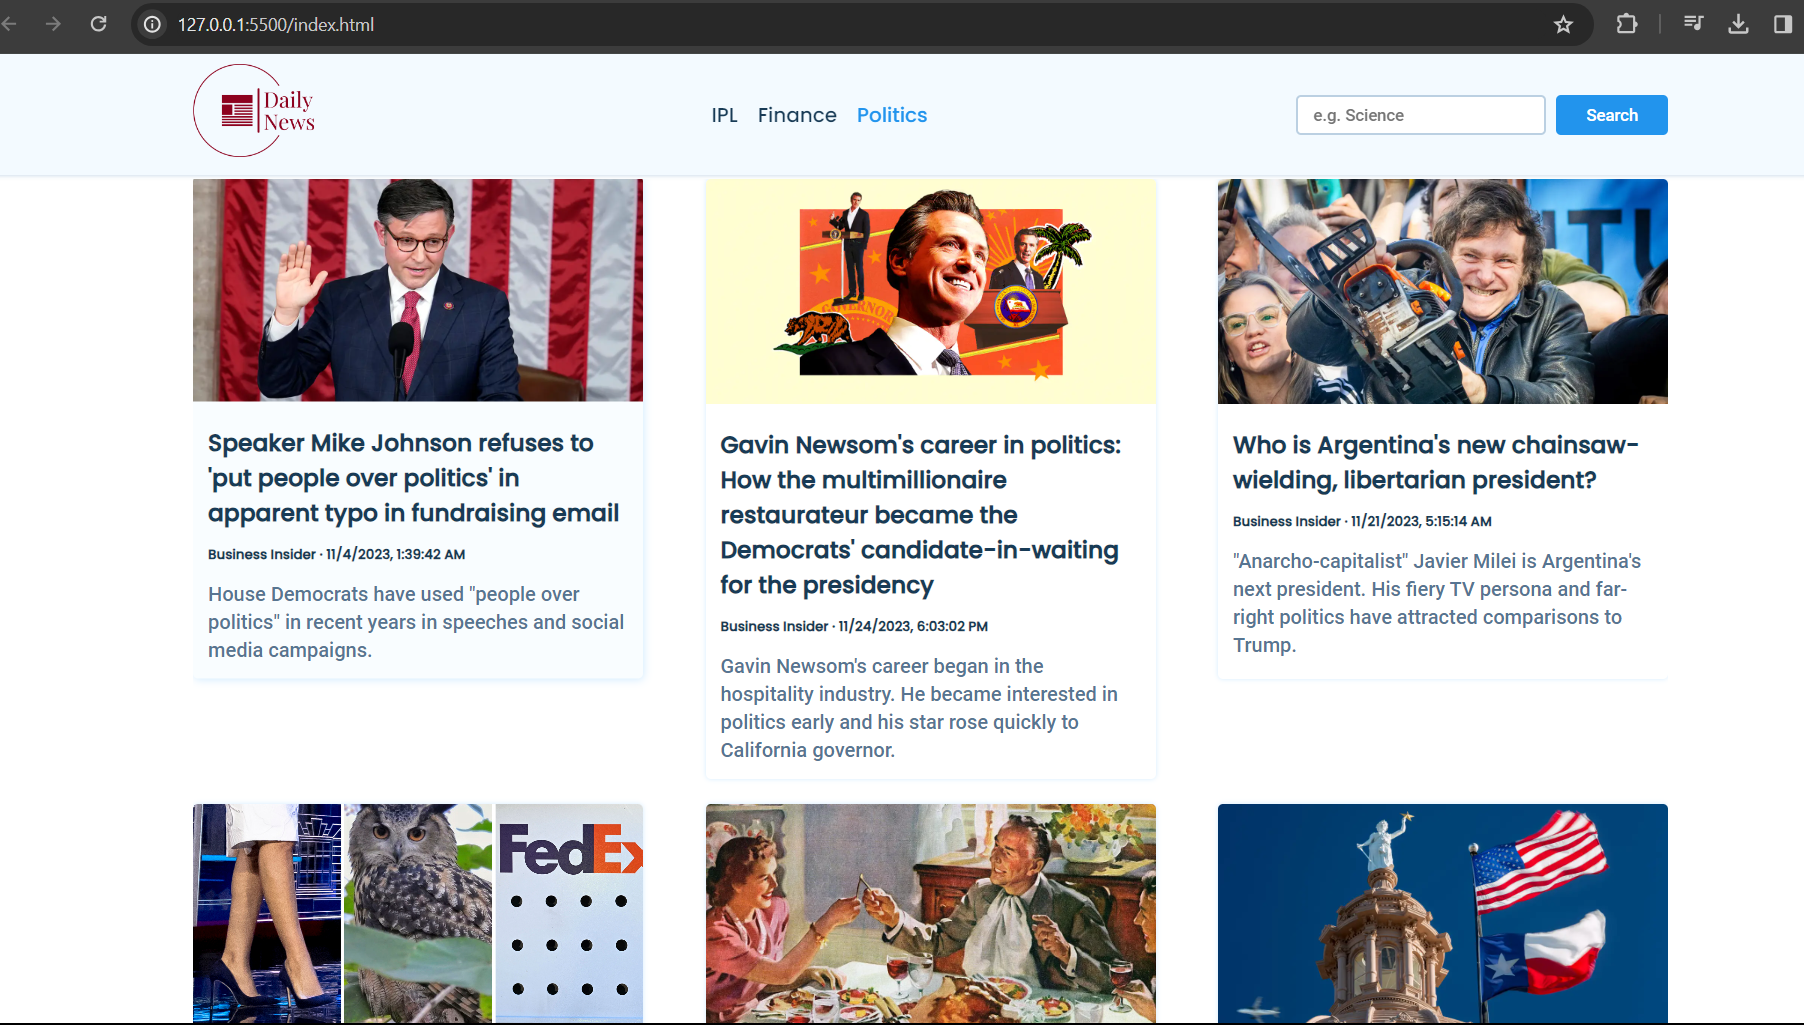 127.0.0.1:5500/index.html
Daily
News
IPL Finance Politics
e.g. Science
Search
GOVERNOR
Speaker Mike Johnson refuses to
'put people over politics' in
apparent typo in fundraising email
Business Insider · 11/4/2023, 1:39:42 AM
House Democrats have used "people over
politics" in recent years in speeches and social
media campaigns.
Gavin Newsom's career in politics:
How the multimillionaire
restaurateur became the
Democrats' candidate-in-waiting
for the presidency
Business Insider · 11/24/2023, 6:03:02 PM
Gavin Newsom's career began in the
hospitality industry. He became interested in
politics early and his star rose quickly to
California governor.
Who is Argentina's new chainsaw-
wielding, libertarian president?
Business Insider · 11/21/2023, 5:15:14 AM
"Anarcho-capitalist" Javier Milei is Argentina's
next president. His fiery TV persona and far-
right politics have attracted comparisons to
Trump.
FedEx